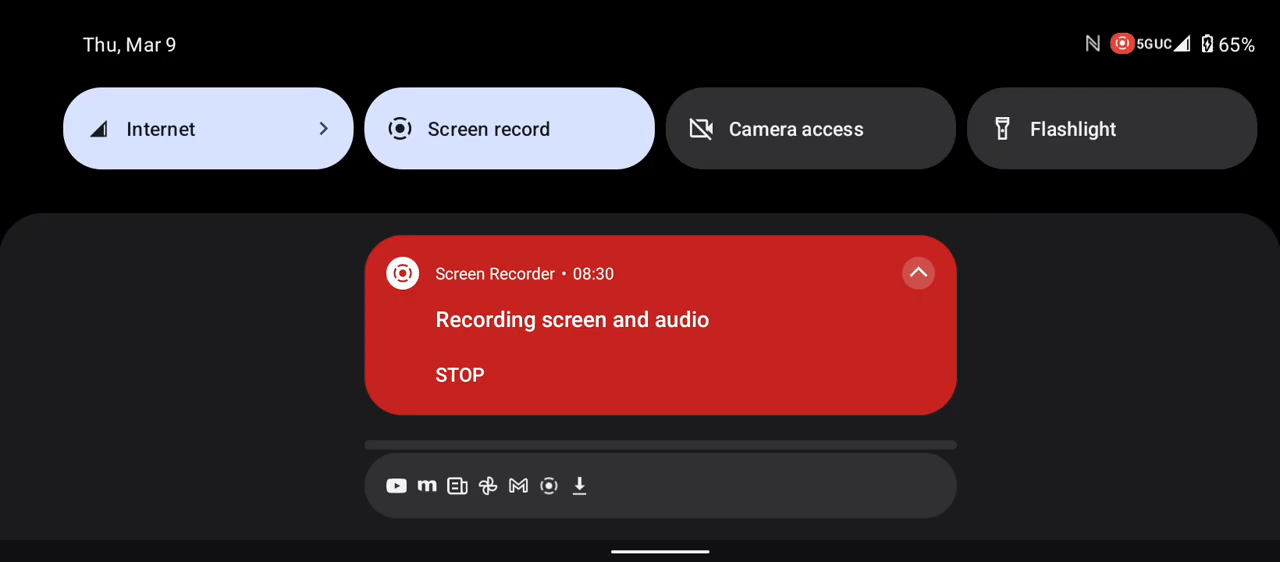 Thu, Mar 9
5GUC 65%
Internet
Screen record
Camera access
Flashlight
Screen Recorder • 08:30
Recording screen and audio
STOP